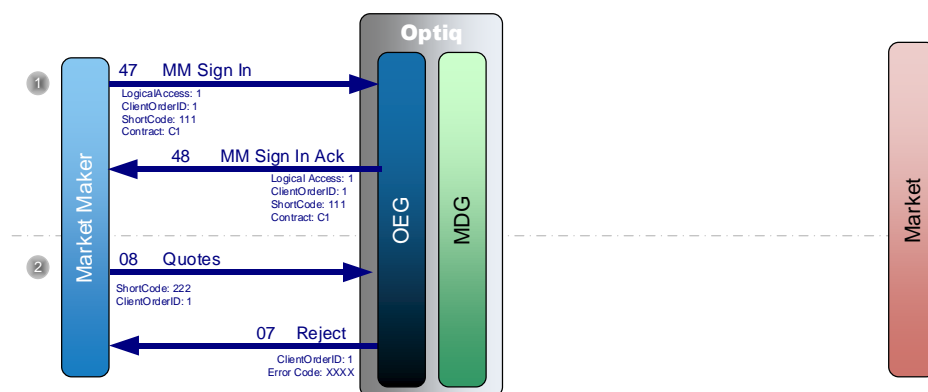 Optiq
1
47 MM Sign In
LogicalAccess: 1
ClientOrderID: 1
ShortCode: 111
Contract: C1
48 MM Sign In Ack
Logical Access: 1
ClientOrderID: 1
ShortCode: 111
Contract: C1
Market Maker
OEG
MDG
Market
2
08 Quotes
ShortCode: 222
ClientOrderID: 1
07 Reject
ClientOrderID: 1
Error Code: XXXX